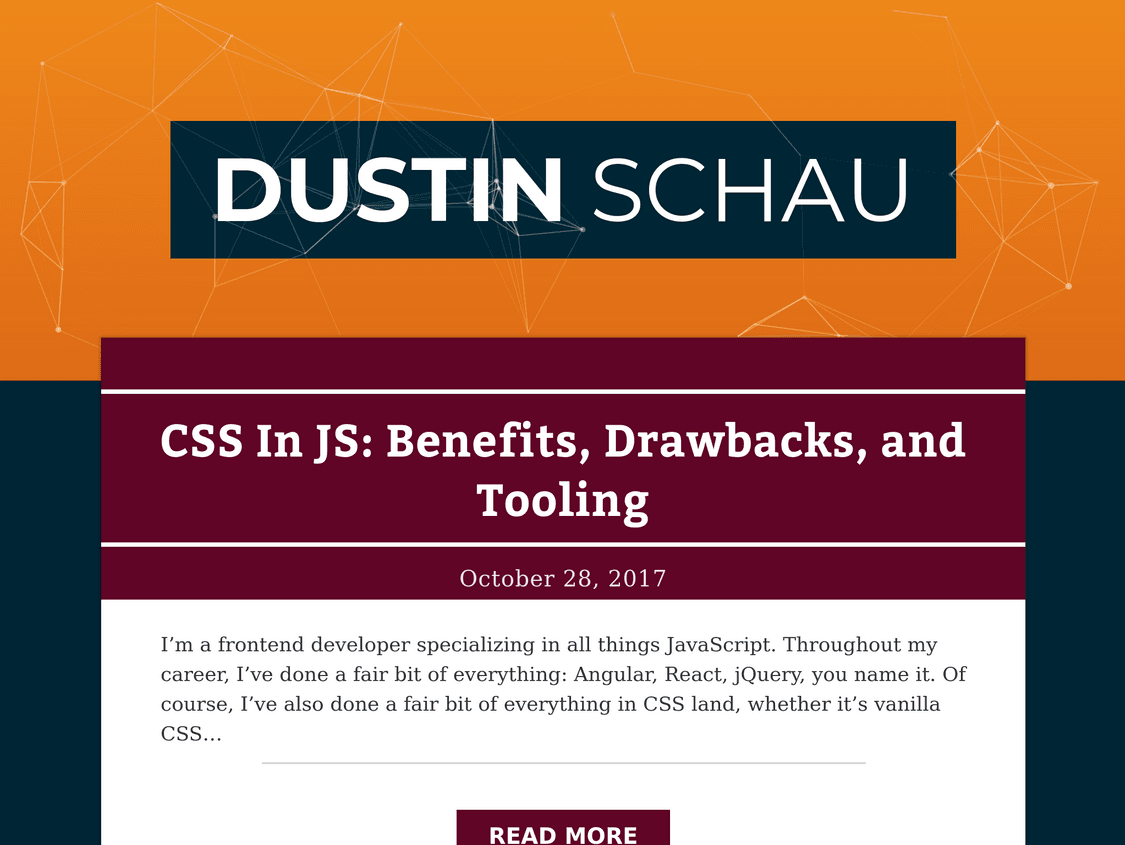 DUSTIN SCHAU
CSS In JS: Benefits, Drawbacks, and
Tooling
October 28, 2017
I’m a frontend developer specializing in all things JavaScript. Throughout my
career, I’ve done a fair bit of everything: Angular, React, jQuery, you name it. Of
course, I’ve also done a fair bit of everything in CSS land, whether it’s vanilla
CSS…
READ MORE